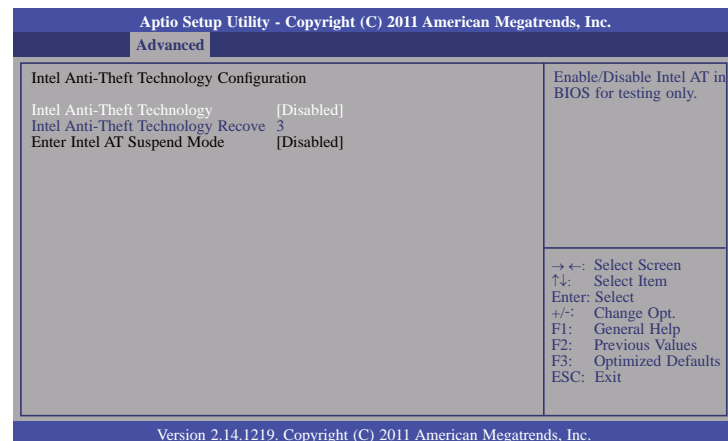 Aptio Setup Utility - Copyright (C) 2011 American Megatrends, Inc.
Advanced
Intel Anti-Theft Technology Configuration
Intel Anti-Theft Technology [Disabled]
Intel Anti-Theft Technology Recove 3
Enter Intel AT Suspend Mode [Disabled]
Enable/Disable Intel AT in
BIOS for testing only.
→←: Select Screen
↑↓: Select Item
Enter: Select
+/-: Change Opt.
F1: General Help
F2: Previous Values
F3: Optimized Defaults
ESC: Exit
Version 2.14.1219. Copyright (C) 2011 American Megatrends, Inc.